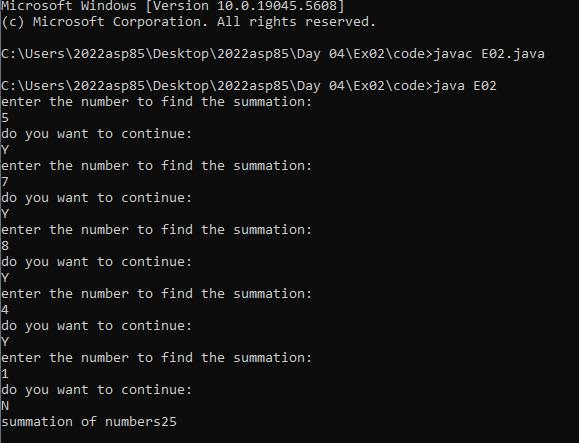 Microsoft Windows [Version 10.0.19045.5608]
(c) Microsoft Corporation. All rights reserved.
C:\Users\2022asp85\Desktop\2022asp85\Day 04\Ex02\code>javac E02.java
C:\Users\2022asp85\Desktop\2022asp85\Day 04\Ex02\code>java E02
enter the number to find the summation:
5
do you want to continue:
Y
enter the number to find the summation:
7
do you want to continue:
Y
enter the number to find the summation:
8
do you want to continue:
Y
enter the number to find the summation:
4
do you want to continue:
Y
enter the number to find the summation:
1
do you want to continue:
N
summation of numbers25